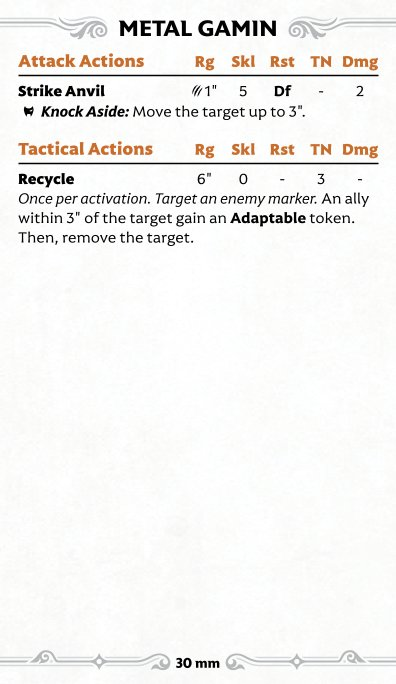 METAL GAMIN
Attack Actions Rg Skl Rst TN Dmg
Strike Anvil 1" 5 Df - 2
Knock Aside: Move the target up to 3".
Tactical Actions Rg Skl Rst TN Dmg
Recycle 6" 0 - 3 -
Once per activation. Target an enemy marker. An ally
within 3" of the target gain an Adaptable token.
Then, remove the target.
30 mm